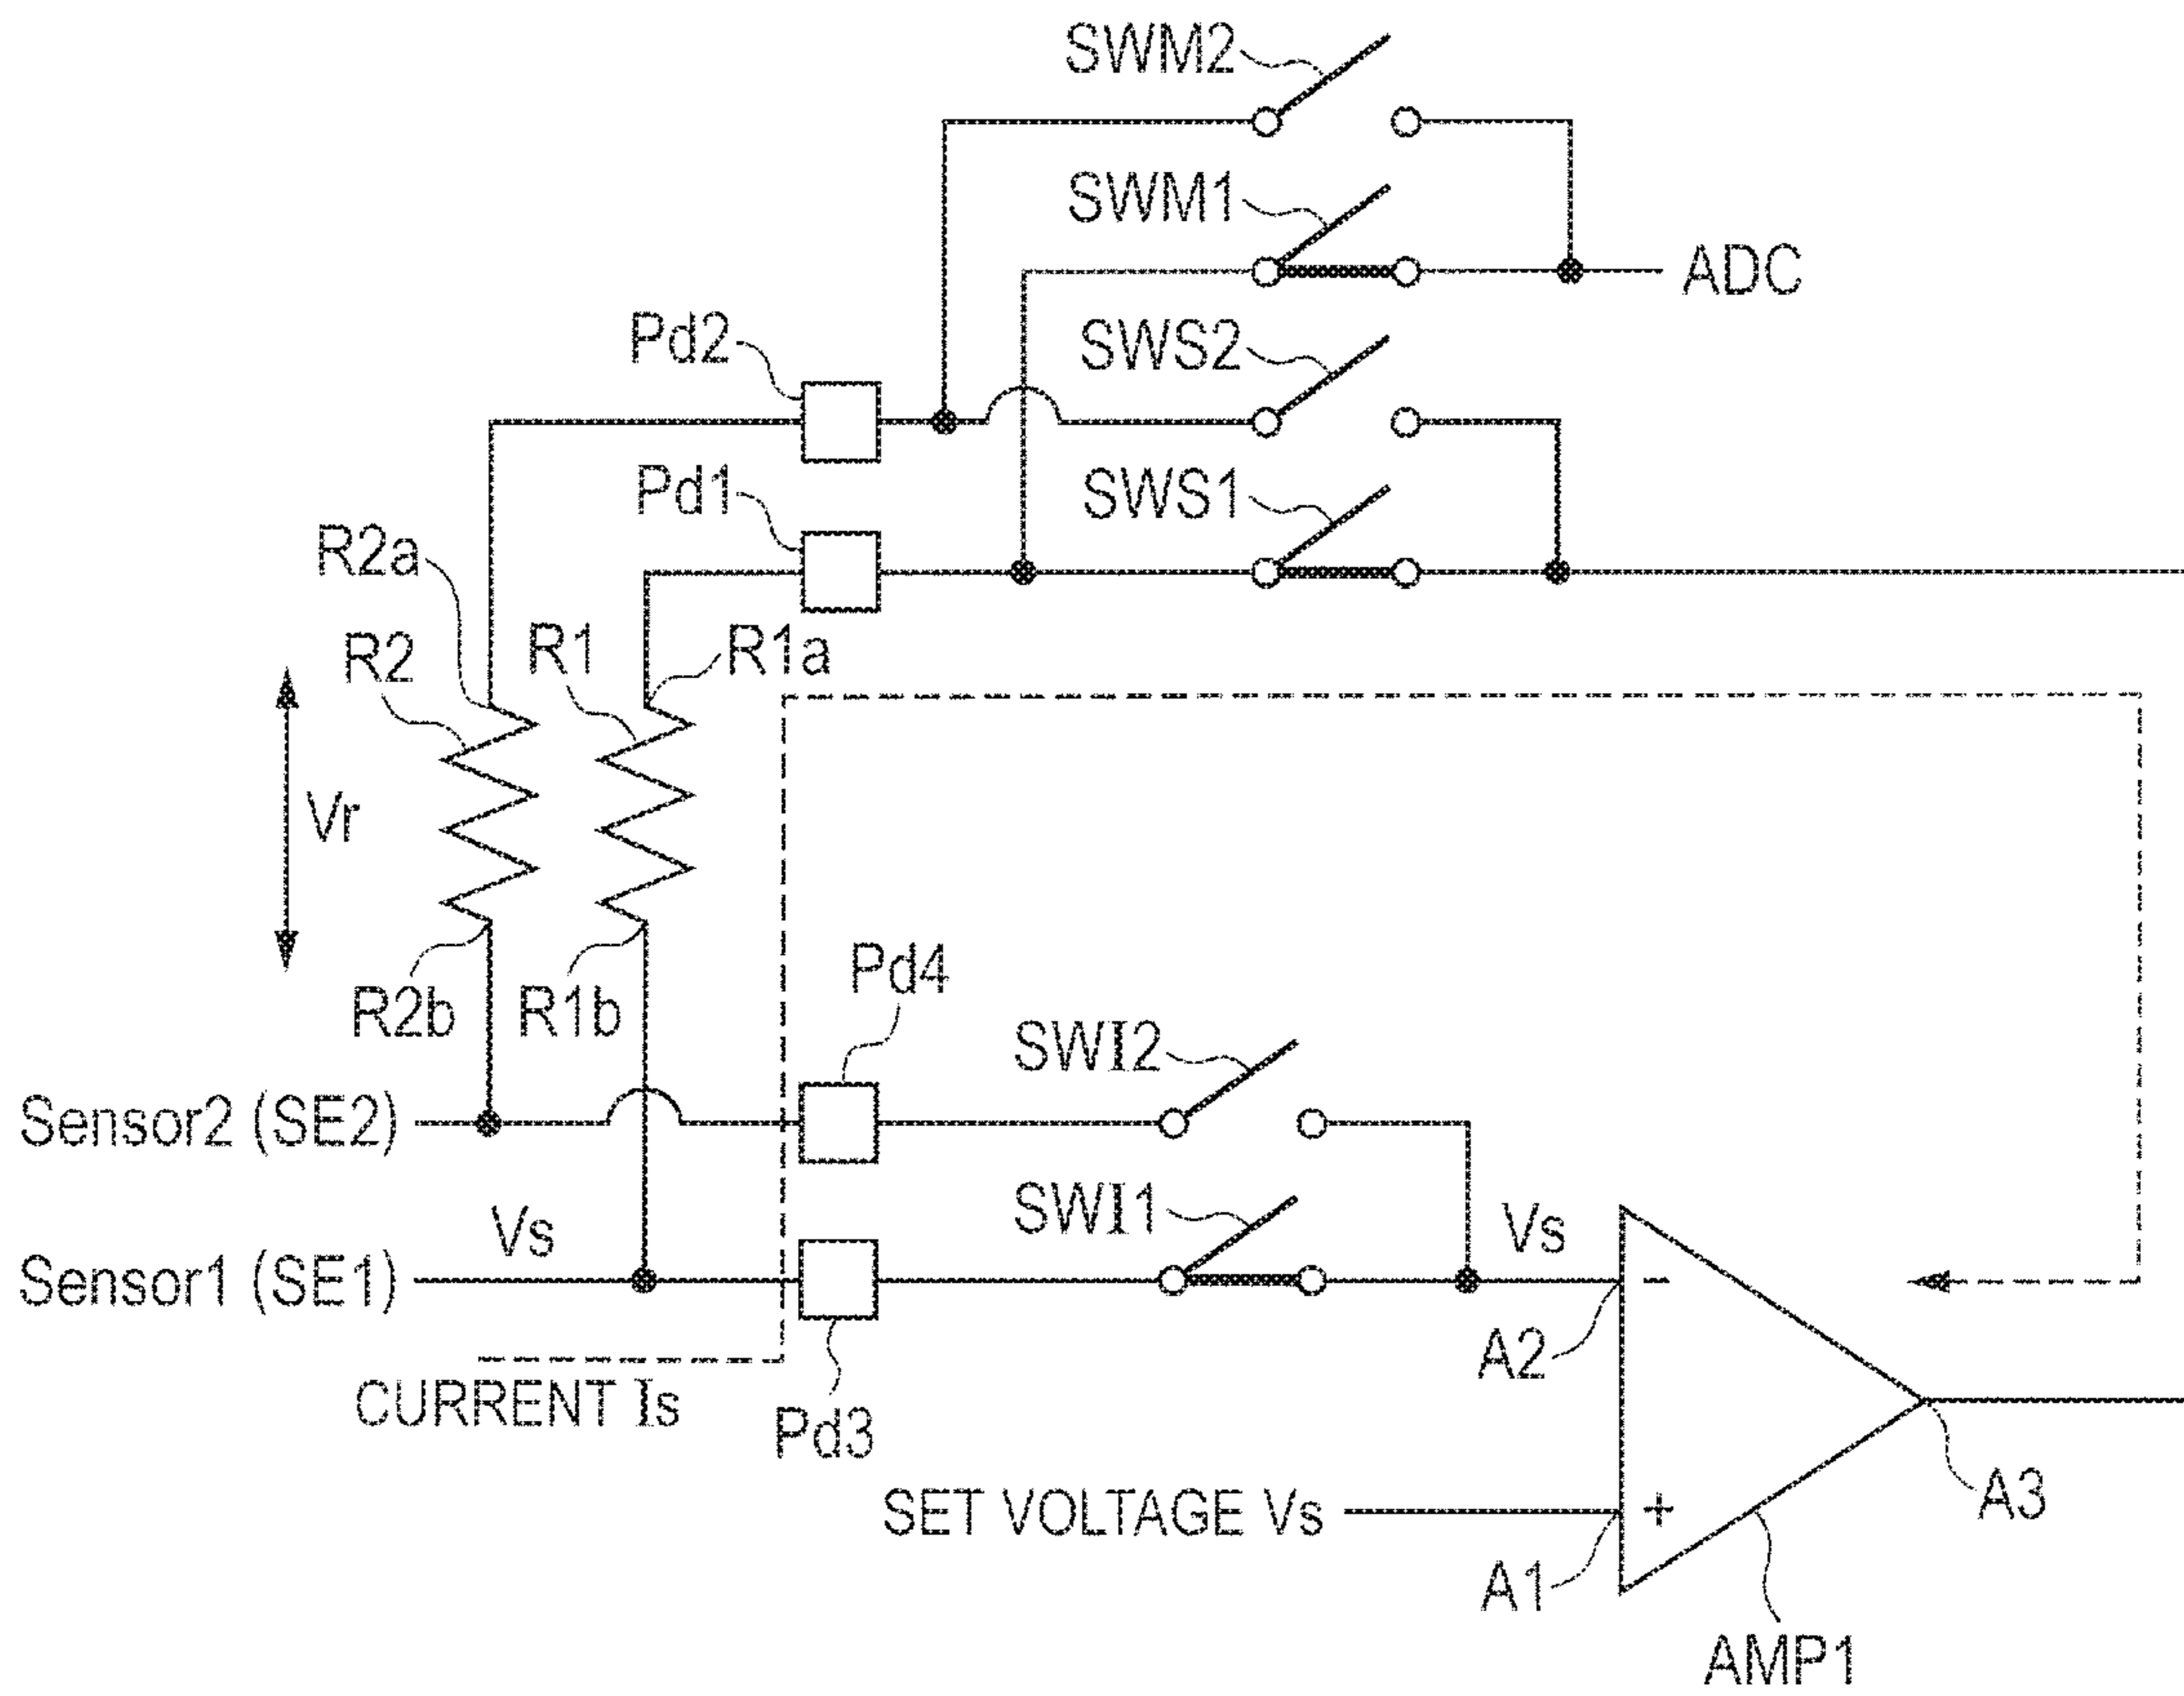 SWM2
SWM1
ADC
Pd2
SWS2
Pd1
SWS1
R2a
R2
R1
R1a
Vr
R2b
R1b
Pd4
SWI2
Sensor2 (SE2)
Vs
SWI1
Vs
Sensor1 (SE1)
-
A2
CURRENT Is
Pd3
SET VOLTAGE Vs
+
A3
A1
AMP1